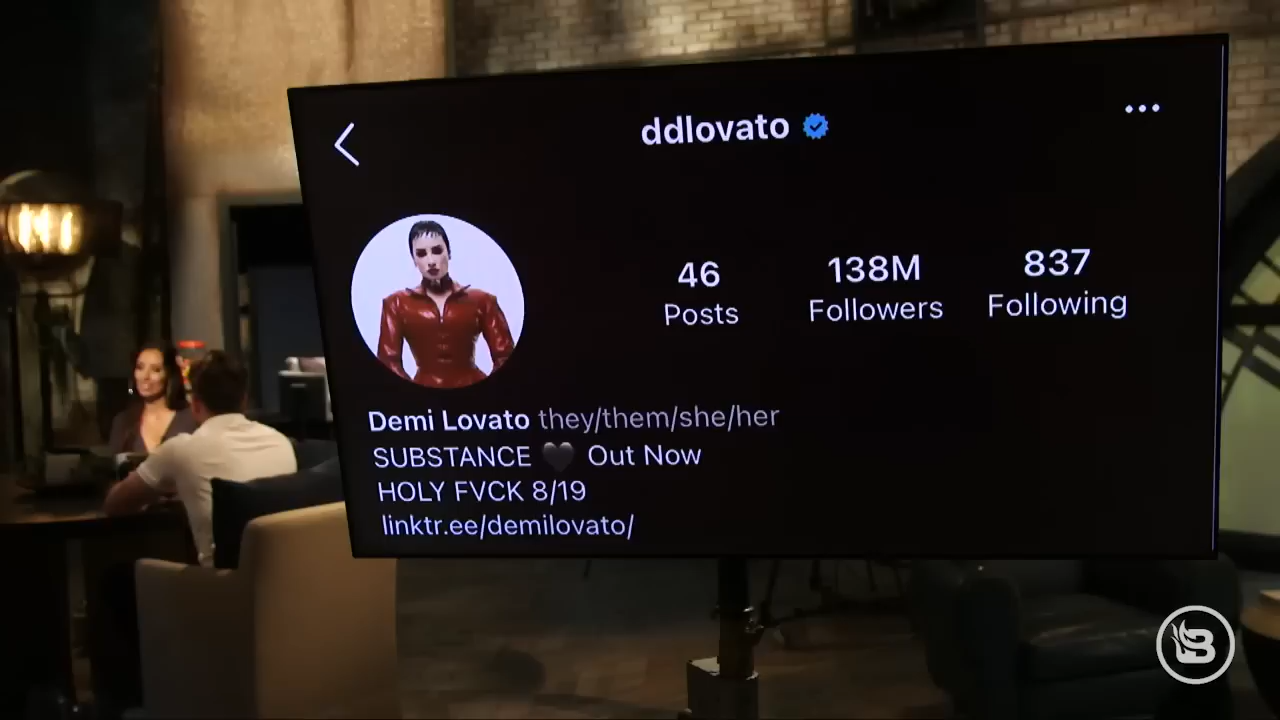 ddlovato
46
Posts
138M
Followers
837
Following
Demi Lovato they/them/she/her
SUBSTANCE 🖤 Out Now
HOLY FVCK 8/19
linktr.ee/demilovato/
B